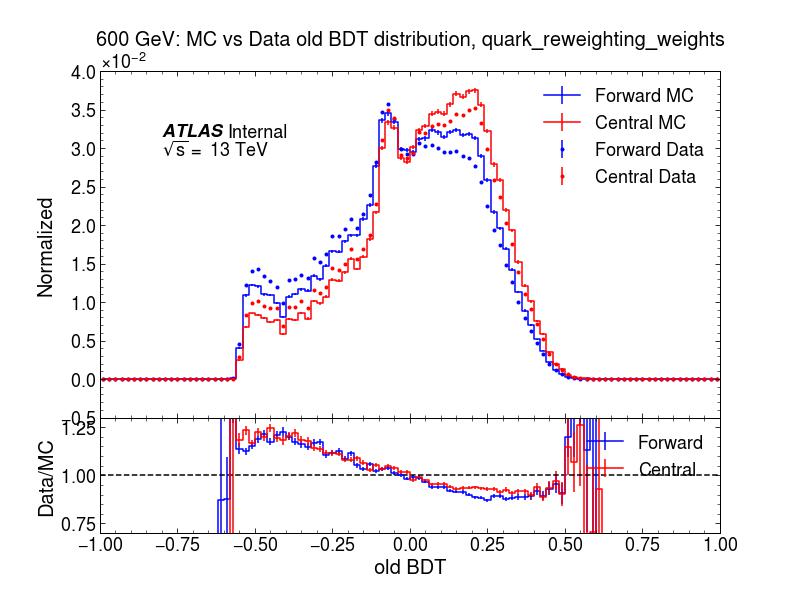 600 GeV: MC vs Data old BDT distribution, quark_reweighting_weights
×10⁻²
4.0
3.5
3.0
2.5
2.0
1.5
1.0
0.5
0.0
Normalized
ATLAS Internal
√s = 13 TeV
Forward MC
Central MC
Forward Data
Central Data
1.25
1.00
0.75
Data/MC
Forward
Central
−1.00 −0.75 −0.50 −0.25 0.00 0.25 0.50 0.75 1.00
old BDT